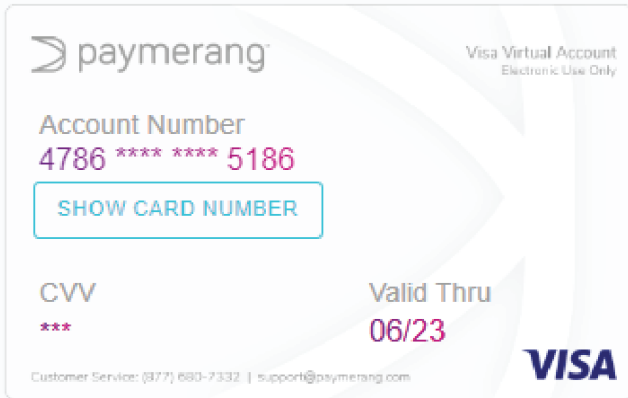 paymerang
Visa Virtual Account
Electronic Use Only
Account Number
4786 **** **** 5186
SHOW CARD NUMBER
CVV
Valid Thru
***
06/23
Customer Service: (877) 680-7332 | support@paymerang.com
VISA